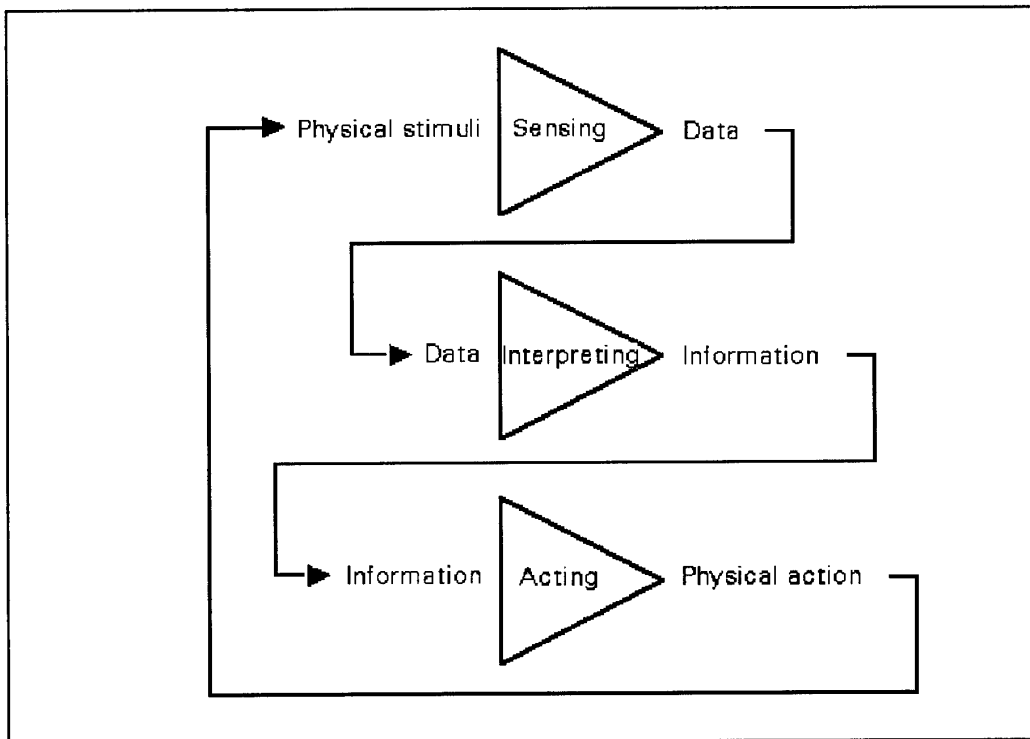 Physical stimuli Sensing Data
Data Interpreting Information
Information Acting Physical action